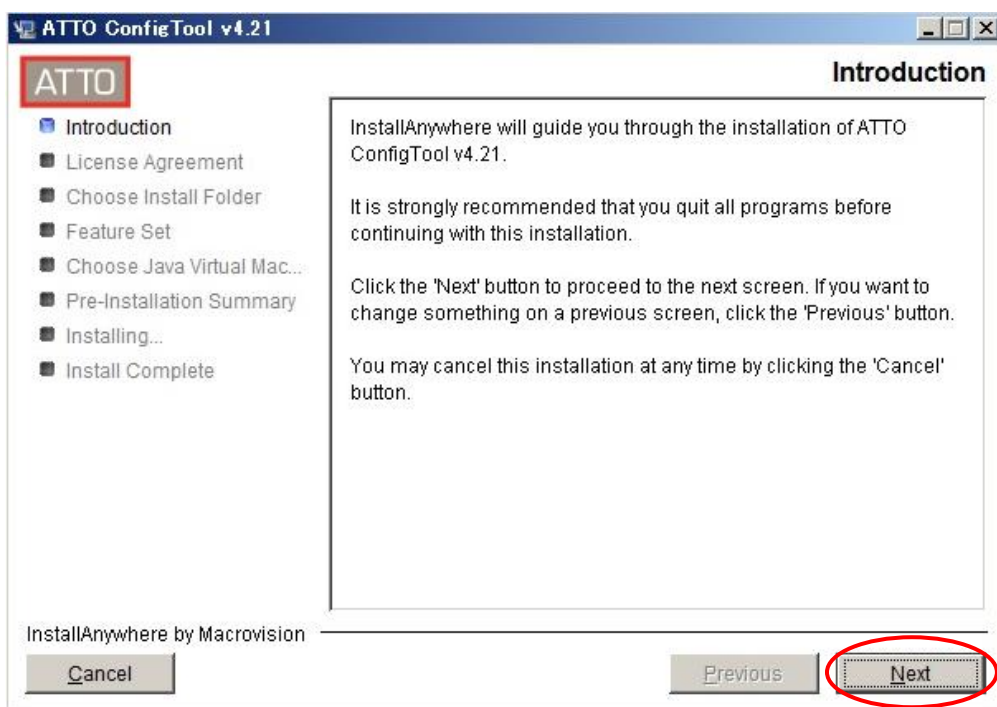 ATTO ConfigTool v4.21
ATTO
Introduction
Introduction
License Agreement
Choose Install Folder
Feature Set
Choose Java Virtual Mac...
Pre-Installation Summary
Installing...
Install Complete
InstallAnywhere will guide you through the installation of ATTO
ConfigTool v4.21.
It is strongly recommended that you quit all programs before
continuing with this installation.
Click the 'Next' button to proceed to the next screen. If you want to
change something on a previous screen, click the 'Previous' button.
You may cancel this installation at any time by clicking the 'Cancel'
button.
InstallAnywhere by Macrovision
Cancel
Previous
Next